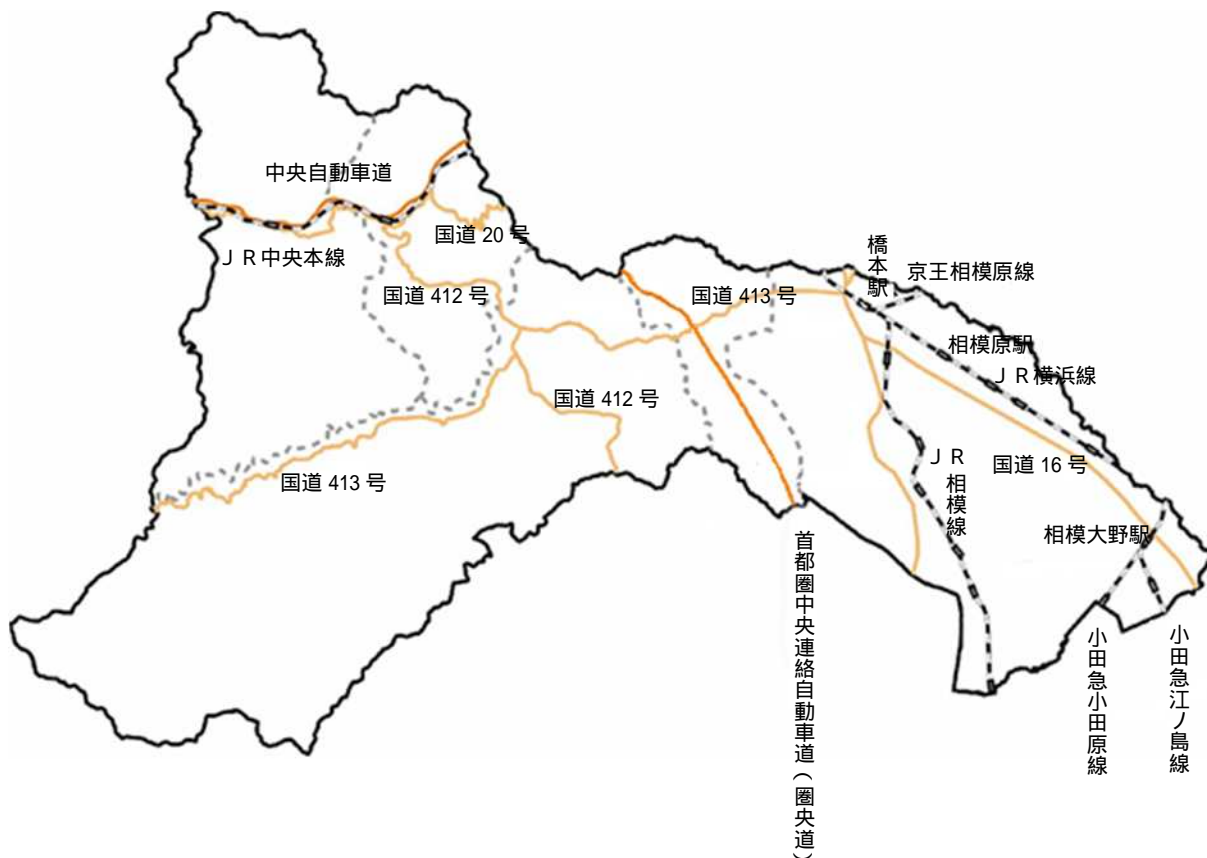 中央自動車道
国道 20 号
ＪＲ中央本線
橋本駅
京王相模原線
国道 412 号
国道 413 号
相模原駅
ＪＲ横浜線
国道 412 号
ＪＲ
相模線
国道 16 号
国道 413 号
相模大野駅
首都圏中央連絡自動車道（圏央道）
小田急小田原線
小田急江ノ島線